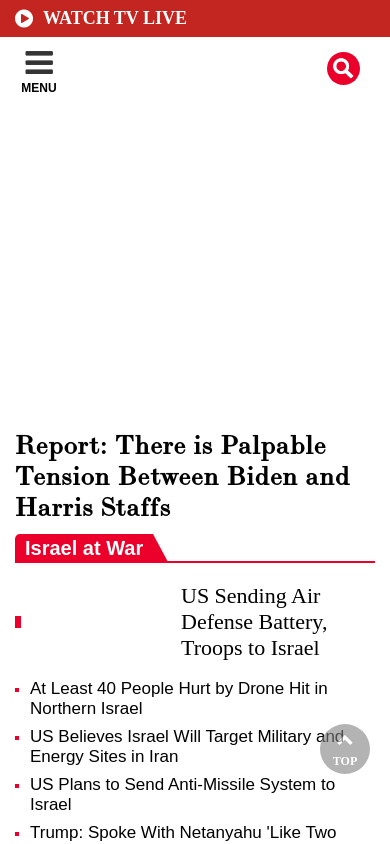 WATCH TV LIVE
MENU
Report: There is Palpable
Tension Between Biden and
Harris Staffs
Israel at War
US Sending Air
Defense Battery,
Troops to Israel
At Least 40 People Hurt by Drone Hit in
Northern Israel
US Believes Israel Will Target Military and
Energy Sites in Iran
TOP
US Plans to Send Anti-Missile System to
Israel
Trump: Spoke With Netanyahu 'Like Two